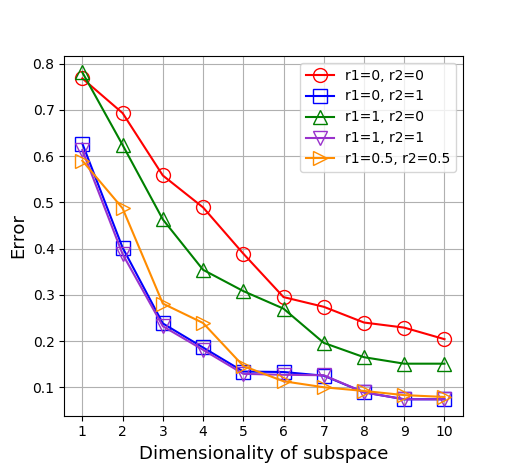 0.8
0.7
0.6
0.5
0.4
0.3
0.2
0.1
Error
r1=0, r2=0
r1=0, r2=1
r1=1, r2=0
r1=1, r2=1
r1=0.5, r2=0.5
1 2 3 4 5 6 7 8 9 10
Dimensionality of subspace